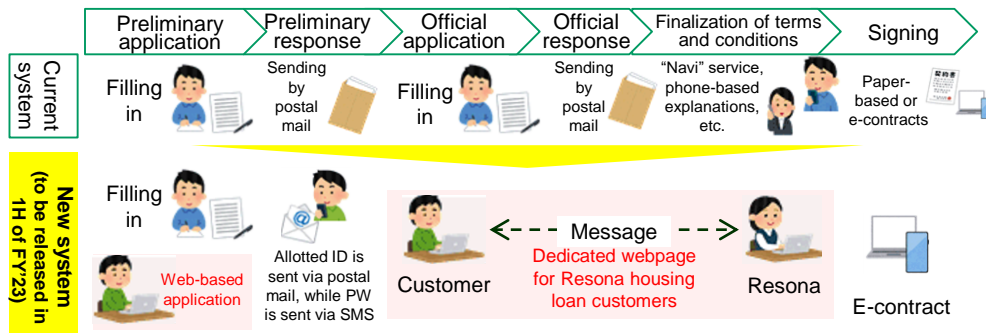 Preliminary
application
Preliminary
response
Official
application
Official
response
Finalization of terms
and conditions
Signing
Current
system
Filling
in
Sending
by
postal
mail
Filling
in
Sending
by
postal
mail
“Navi” service,
phone-based
explanations,
etc.
Paper-
based or
e-contracts
契約書
New system
(to be released in
1H of FY'23)
Filling
in
Web-based
application
@
Allotted ID is
sent via postal
mail, while PW
is sent via SMS
Customer
Message
Dedicated webpage
for Resona housing
loan customers
Resona
E-contract